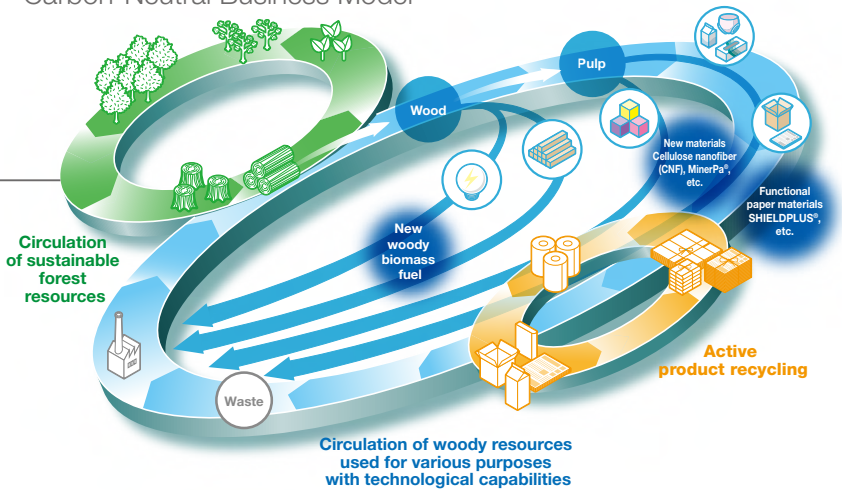 Carbon-Neutral Business Model
Wood
Pulp
New materials
Cellulose nanofiber
(CNF), MinerPa®,
etc.
Functional
paper materials
SHIELDPLUS®,
etc.
New
woody
biomass
fuel
Circulation
of sustainable
forest
resources
Active
product recycling
Waste
Circulation of woody resources
used for various purposes
with technological capabilities